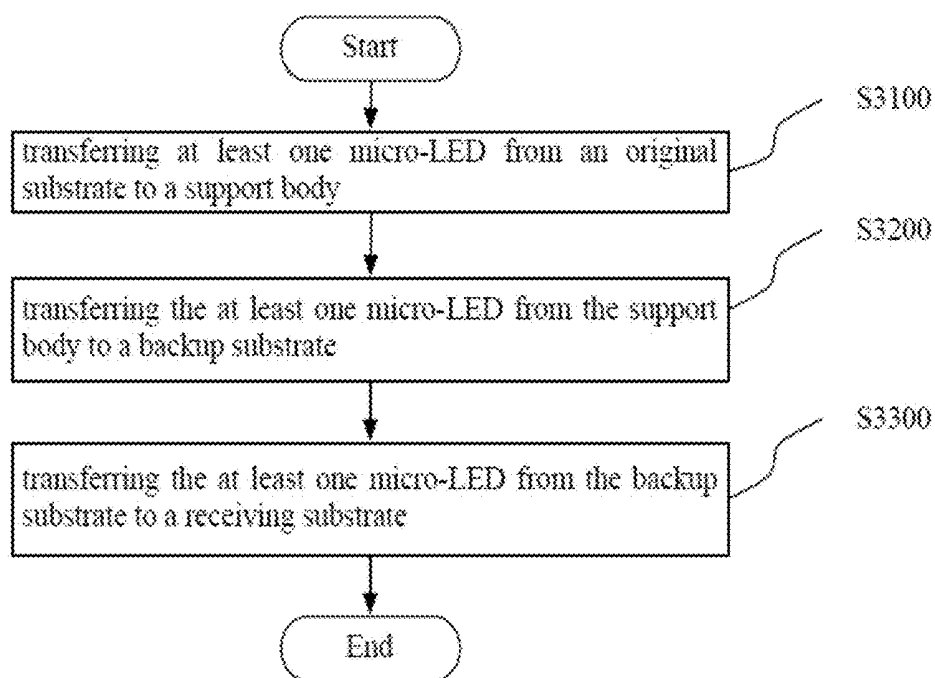 Start
S3100
transferring at least one micro-LED from an original
substrate to a support body
S3200
transferring the at least one micro-LED from the support
body to a backup substrate
S3300
transferring the at least one micro-LED from the backup
substrate to a receiving substrate
End